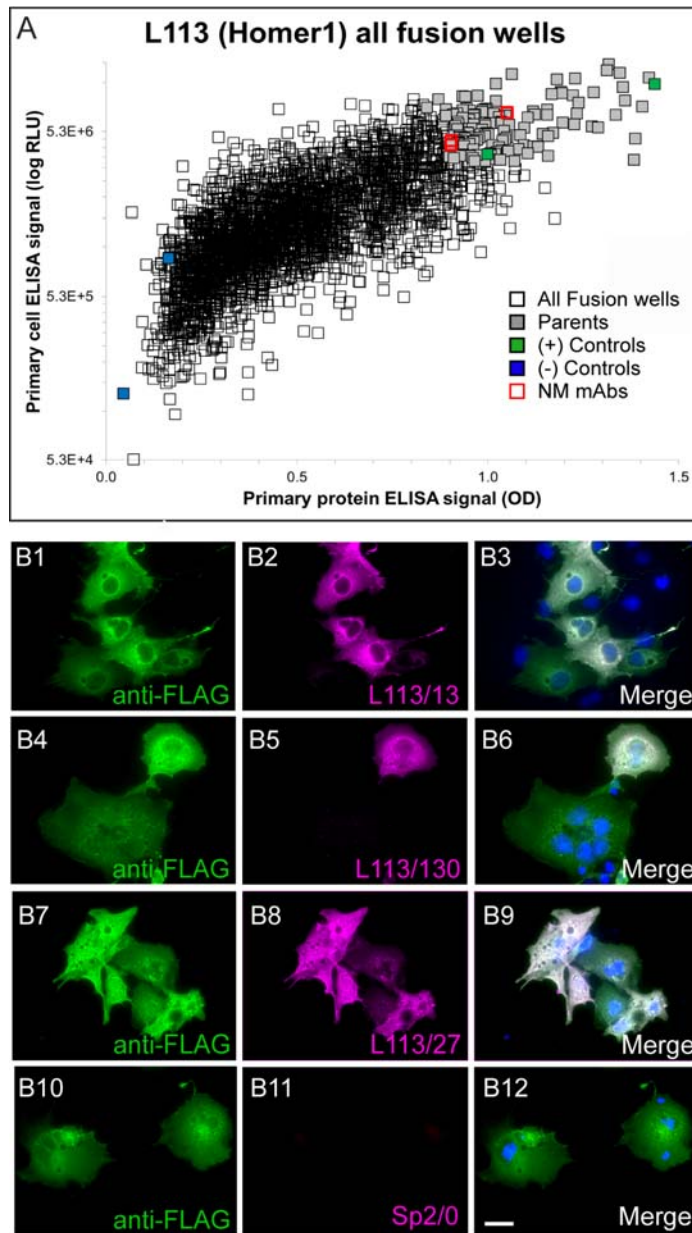 A
L113 (Homer1) all fusion wells
Primary cell ELISA signal (log RLU)
5.3E+6
5.3E+5
5.3E+4
All Fusion wells
Parents
(+) Controls
(-) Controls
NM mAbs
0.0
0.5
1.0
1.5
Primary protein ELISA signal (OD)
B1
anti-FLAG
B2
L113/13
B3
Merge
B4
anti-FLAG
B5
L113/130
B6
Merge
B7
anti-FLAG
B8
L113/27
B9
Merge
B10
anti-FLAG
B11
Sp2/0
B12
Merge